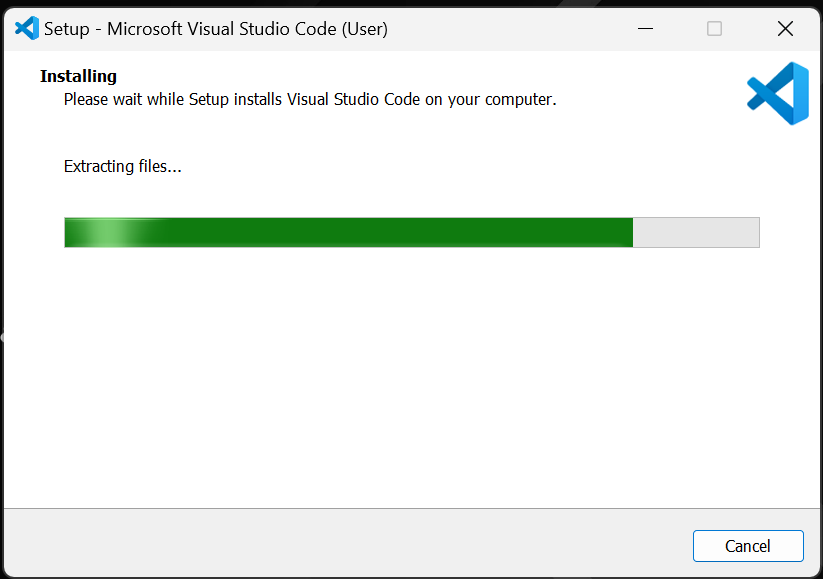 Setup - Microsoft Visual Studio Code (User)
Installing
Please wait while Setup installs Visual Studio Code on your computer.
Extracting files...
Cancel